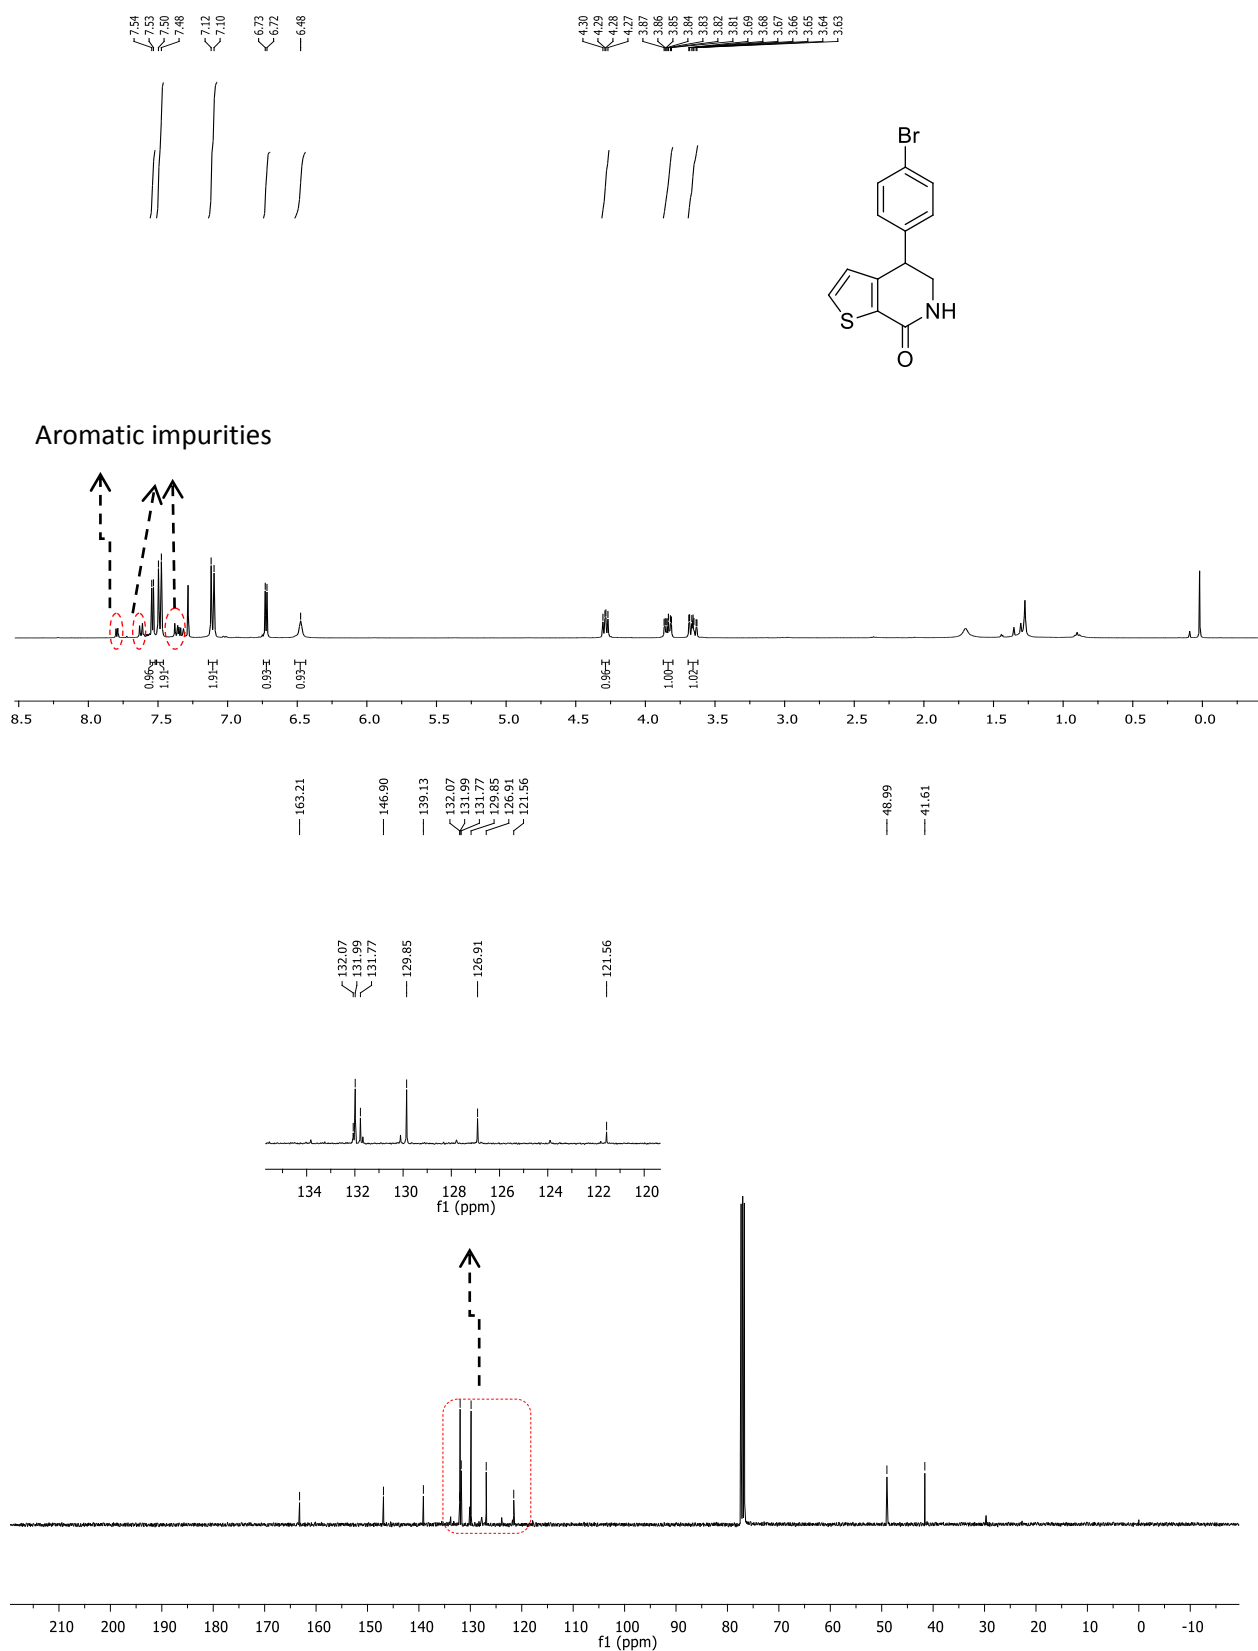 7.54 7.53 7.50 7.48 7.12 7.10 6.73 6.72 6.48 4.30 4.29 4.28 4.27 3.87 3.86 3.85 3.84 3.83 3.82 3.81 3.69 3.68 3.67 3.66 3.65 3.64 3.63
Br
S
NH
O
Aromatic impurities
0.96 1.91 1.91 0.93 0.93 0.96 1.00 1.02
8.5 8.0 7.5 7.0 6.5 6.0 5.5 5.0 4.5 4.0 3.5 3.0 2.5 2.0 1.5 1.0 0.5 0.0
163.21 146.90 139.13 132.07 131.99 131.77 129.85 126.91 121.56 48.99 41.61
132.07 131.99 131.77 129.85 126.91 121.56
134 132 130 128 126 124 122 120
f1 (ppm)
210 200 190 180 170 160 150 140 130 120 110 100 90 80 70 60 50 40 30 20 10 0 -10
f1 (ppm)